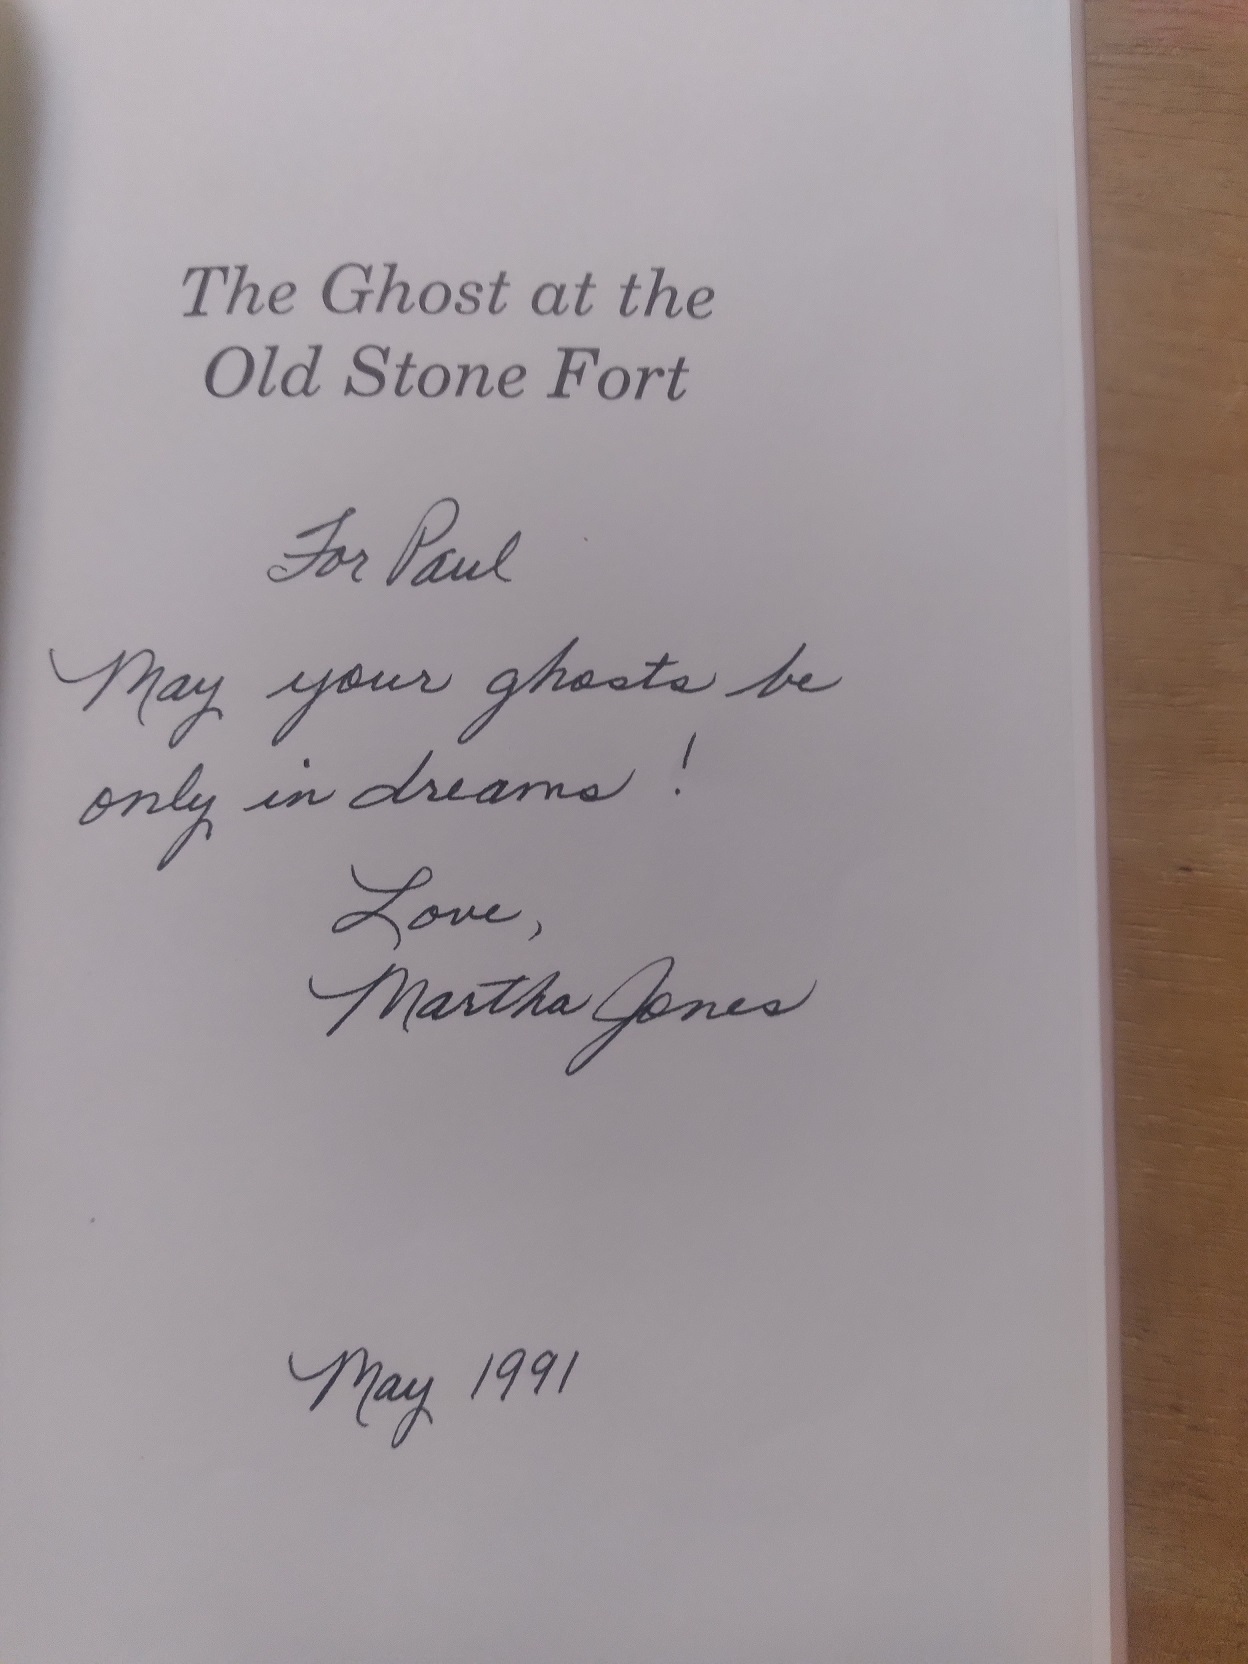 The Ghost at the
Old Stone Fort
For Paul
May your ghosts be
only in dreams!
Love,
Martha Jones
May 1991